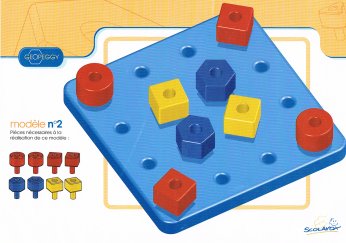 GEOPEGGY
modèle n°2
Pièces nécessaires à la
réalisation de ce modèle :
SCOLAVOX